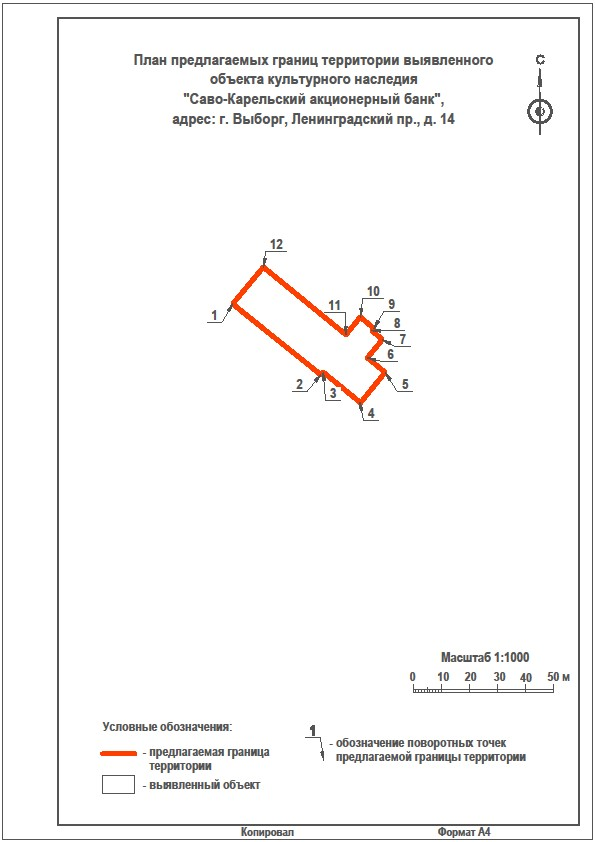 План предлагаемых границ территории выявленного
объекта культурного наследия
"Саво-Карельский акционерный банк",
адрес: г. Выборг, Ленинградский пр., д. 14
С
12
1
11
10
9
8
7
6
5
2
3
4
Масштаб 1:1000
0 10 20 30 40 50 м
Условные обозначения:
- предлагаемая граница
территории
- выявленный объект
1
- обозначение поворотных точек
предлагаемой границы территории
Копировал
Формат А4